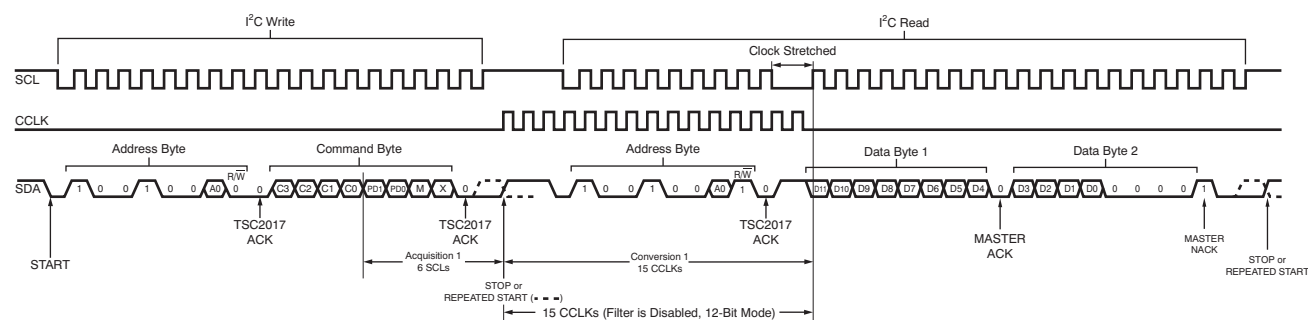 I²C Write
I²C Read
Clock Stretched
SCL
CCLK
Address Byte
Command Byte
Address Byte
Data Byte 1
Data Byte 2
R/W̅
R/W̅
SDA
1 0 0 1 0 0 A0 0 0 C3 C2 C1 C0 PD1 PD0 M X 0 1 0 0 1 0 0 A0 1 0 D11 D10 D9 D8 D7 D6 D5 D4 0 D3 D2 D1 D0 0 0 0 0 1
START
TSC2017
ACK
TSC2017
ACK
TSC2017
ACK
MASTER
ACK
MASTER
NACK
STOP or
REPEATED START
Acquisition 1
6 SCLs
Conversion 1
15 CCLKs
STOP or
REPEATED START (- - -)
15 CCLKs (Filter is Disabled, 12-Bit Mode)